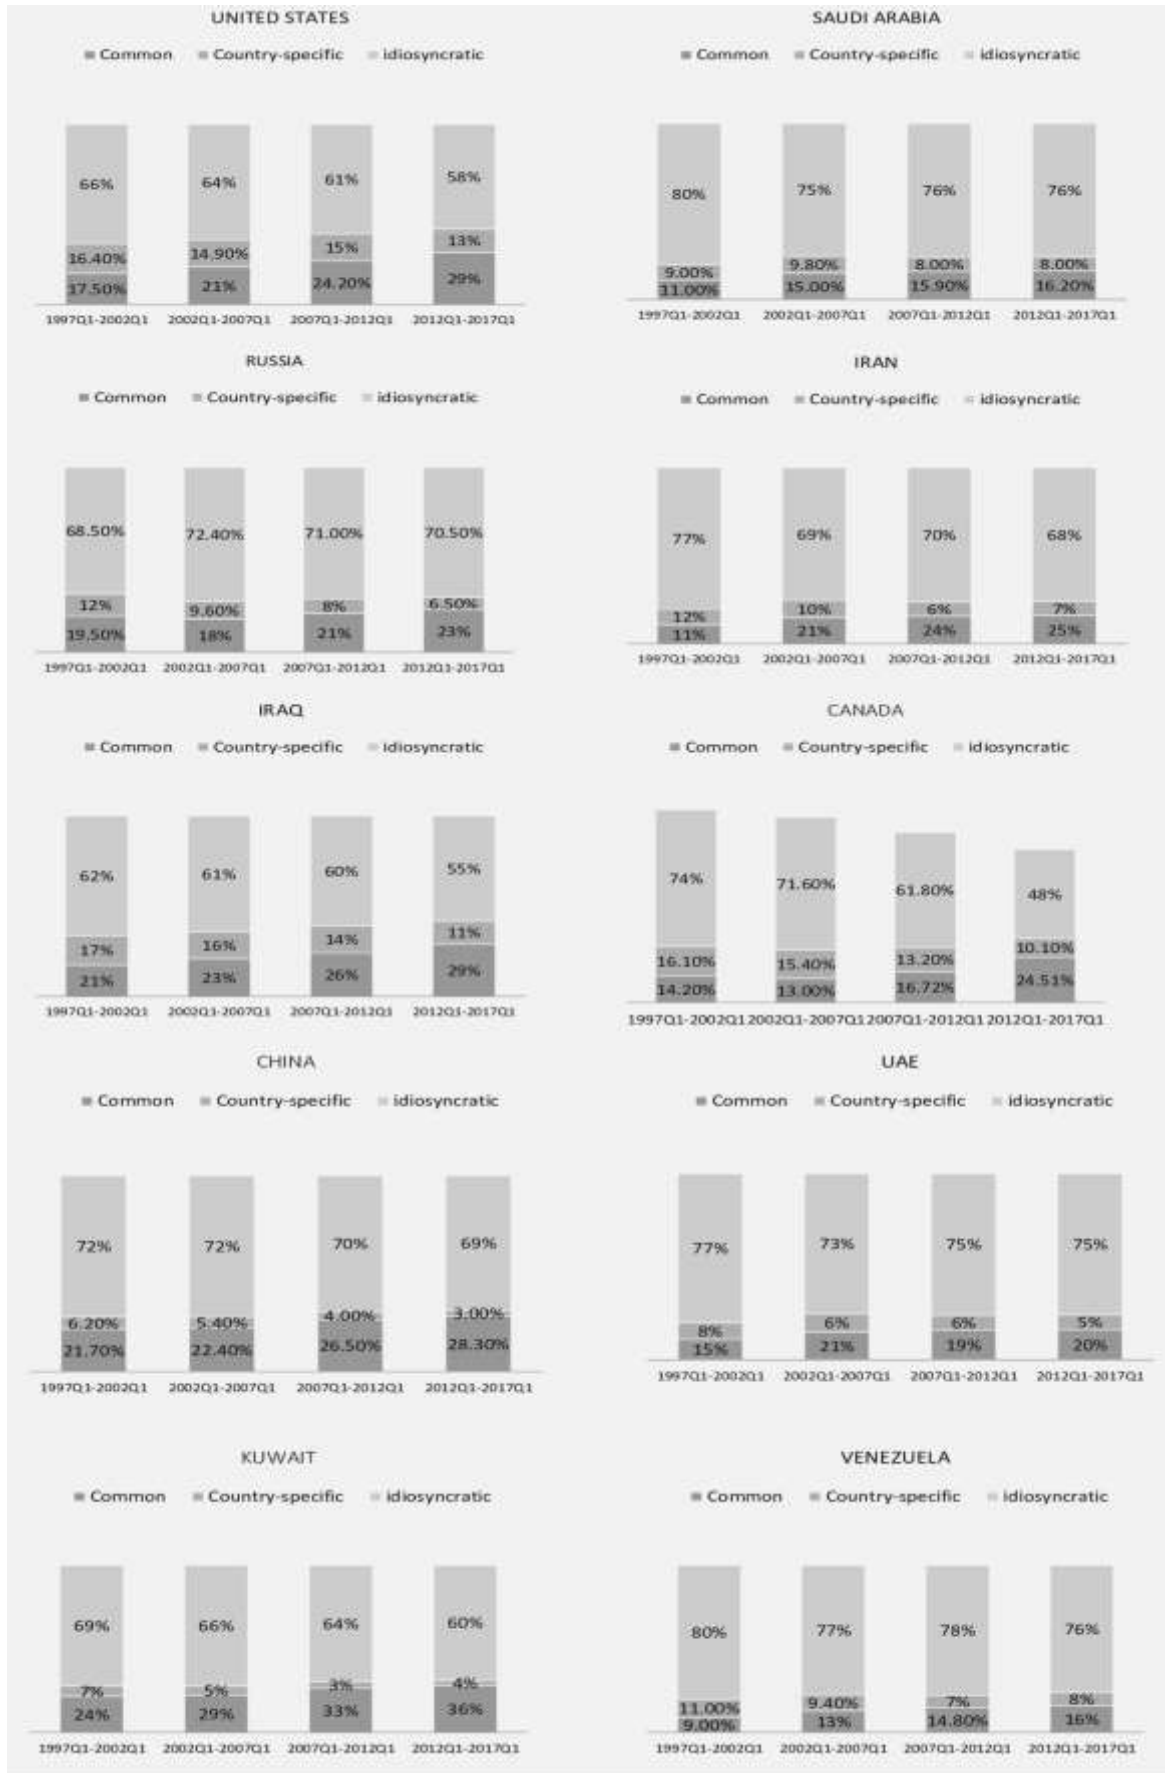 UNITED STATES
Common Country-specific idiosyncratic
66% 64% 61% 58%
16.40% 14.90% 15% 13%
17.50% 21% 24.20% 29%
1997Q1-2002Q1 2002Q1-2007Q1 2007Q1-2012Q1 2012Q1-2017Q1
SAUDI ARABIA
Common Country-specific idiosyncratic
80% 75% 76% 76%
9.00% 9.80% 8.00% 8.00%
11.00% 15.00% 15.90% 16.20%
1997Q1-2002Q1 2002Q1-2007Q1 2007Q1-2012Q1 2012Q1-2017Q1
RUSSIA
Common Country-specific idiosyncratic
68.50% 72.40% 71.00% 70.50%
12% 9.60% 8% 6.50%
19.50% 18% 21% 23%
1997Q1-2002Q1 2002Q1-2007Q1 2007Q1-2012Q1 2012Q1-2017Q1
IRAN
Common Country-specific idiosyncratic
77% 69% 70% 68%
12% 10% 6% 7%
11% 21% 24% 25%
1997Q1-2002Q1 2002Q1-2007Q1 2007Q1-2012Q1 2012Q1-2017Q1
IRAQ
Common Country-specific idiosyncratic
62% 61% 60% 55%
17% 16% 14% 11%
21% 23% 26% 29%
1997Q1-2002Q1 2002Q1-2007Q1 2007Q1-2012Q1 2012Q1-2017Q1
CANADA
Common Country-specific idiosyncratic
74% 71.60% 61.80% 48%
16.10% 15.40% 13.20% 10.10%
14.20% 13.00% 16.72% 24.51%
1997Q1-2002Q1 2002Q1-2007Q1 2007Q1-2012Q1 2012Q1-2017Q1
CHINA
Common Country-specific idiosyncratic
72% 72% 70% 69%
6.20% 5.40% 4.00% 3.00%
21.70% 22.40% 26.50% 28.30%
1997Q1-2002Q1 2002Q1-2007Q1 2007Q1-2012Q1 2012Q1-2017Q1
UAE
Common Country-specific idiosyncratic
77% 73% 75% 75%
8% 6% 6% 5%
15% 21% 19% 20%
1997Q1-2002Q1 2002Q1-2007Q1 2007Q1-2012Q1 2012Q1-2017Q1
KUWAIT
Common Country-specific idiosyncratic
69% 66% 64% 60%
7% 5% 3% 4%
24% 29% 33% 36%
1997Q1-2002Q1 2002Q1-2007Q1 2007Q1-2012Q1 2012Q1-2017Q1
VENEZUELA
Common Country-specific idiosyncratic
80% 77% 78% 76%
11.00% 9.40% 7% 8%
9.00% 13% 14.80% 16%
1997Q1-2002Q1 2002Q1-2007Q1 2007Q1-2012Q1 2012Q1-2017Q1